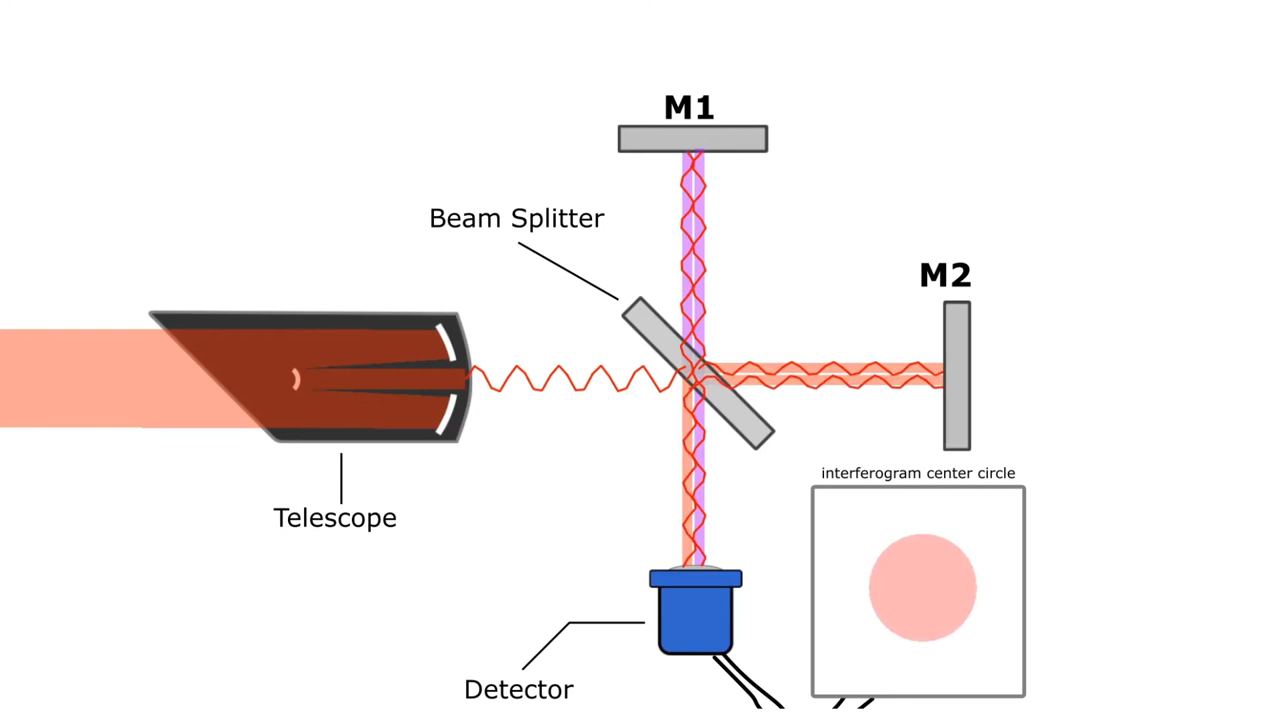 M1
Beam Splitter
M2
interferogram center circle
Telescope
Detector